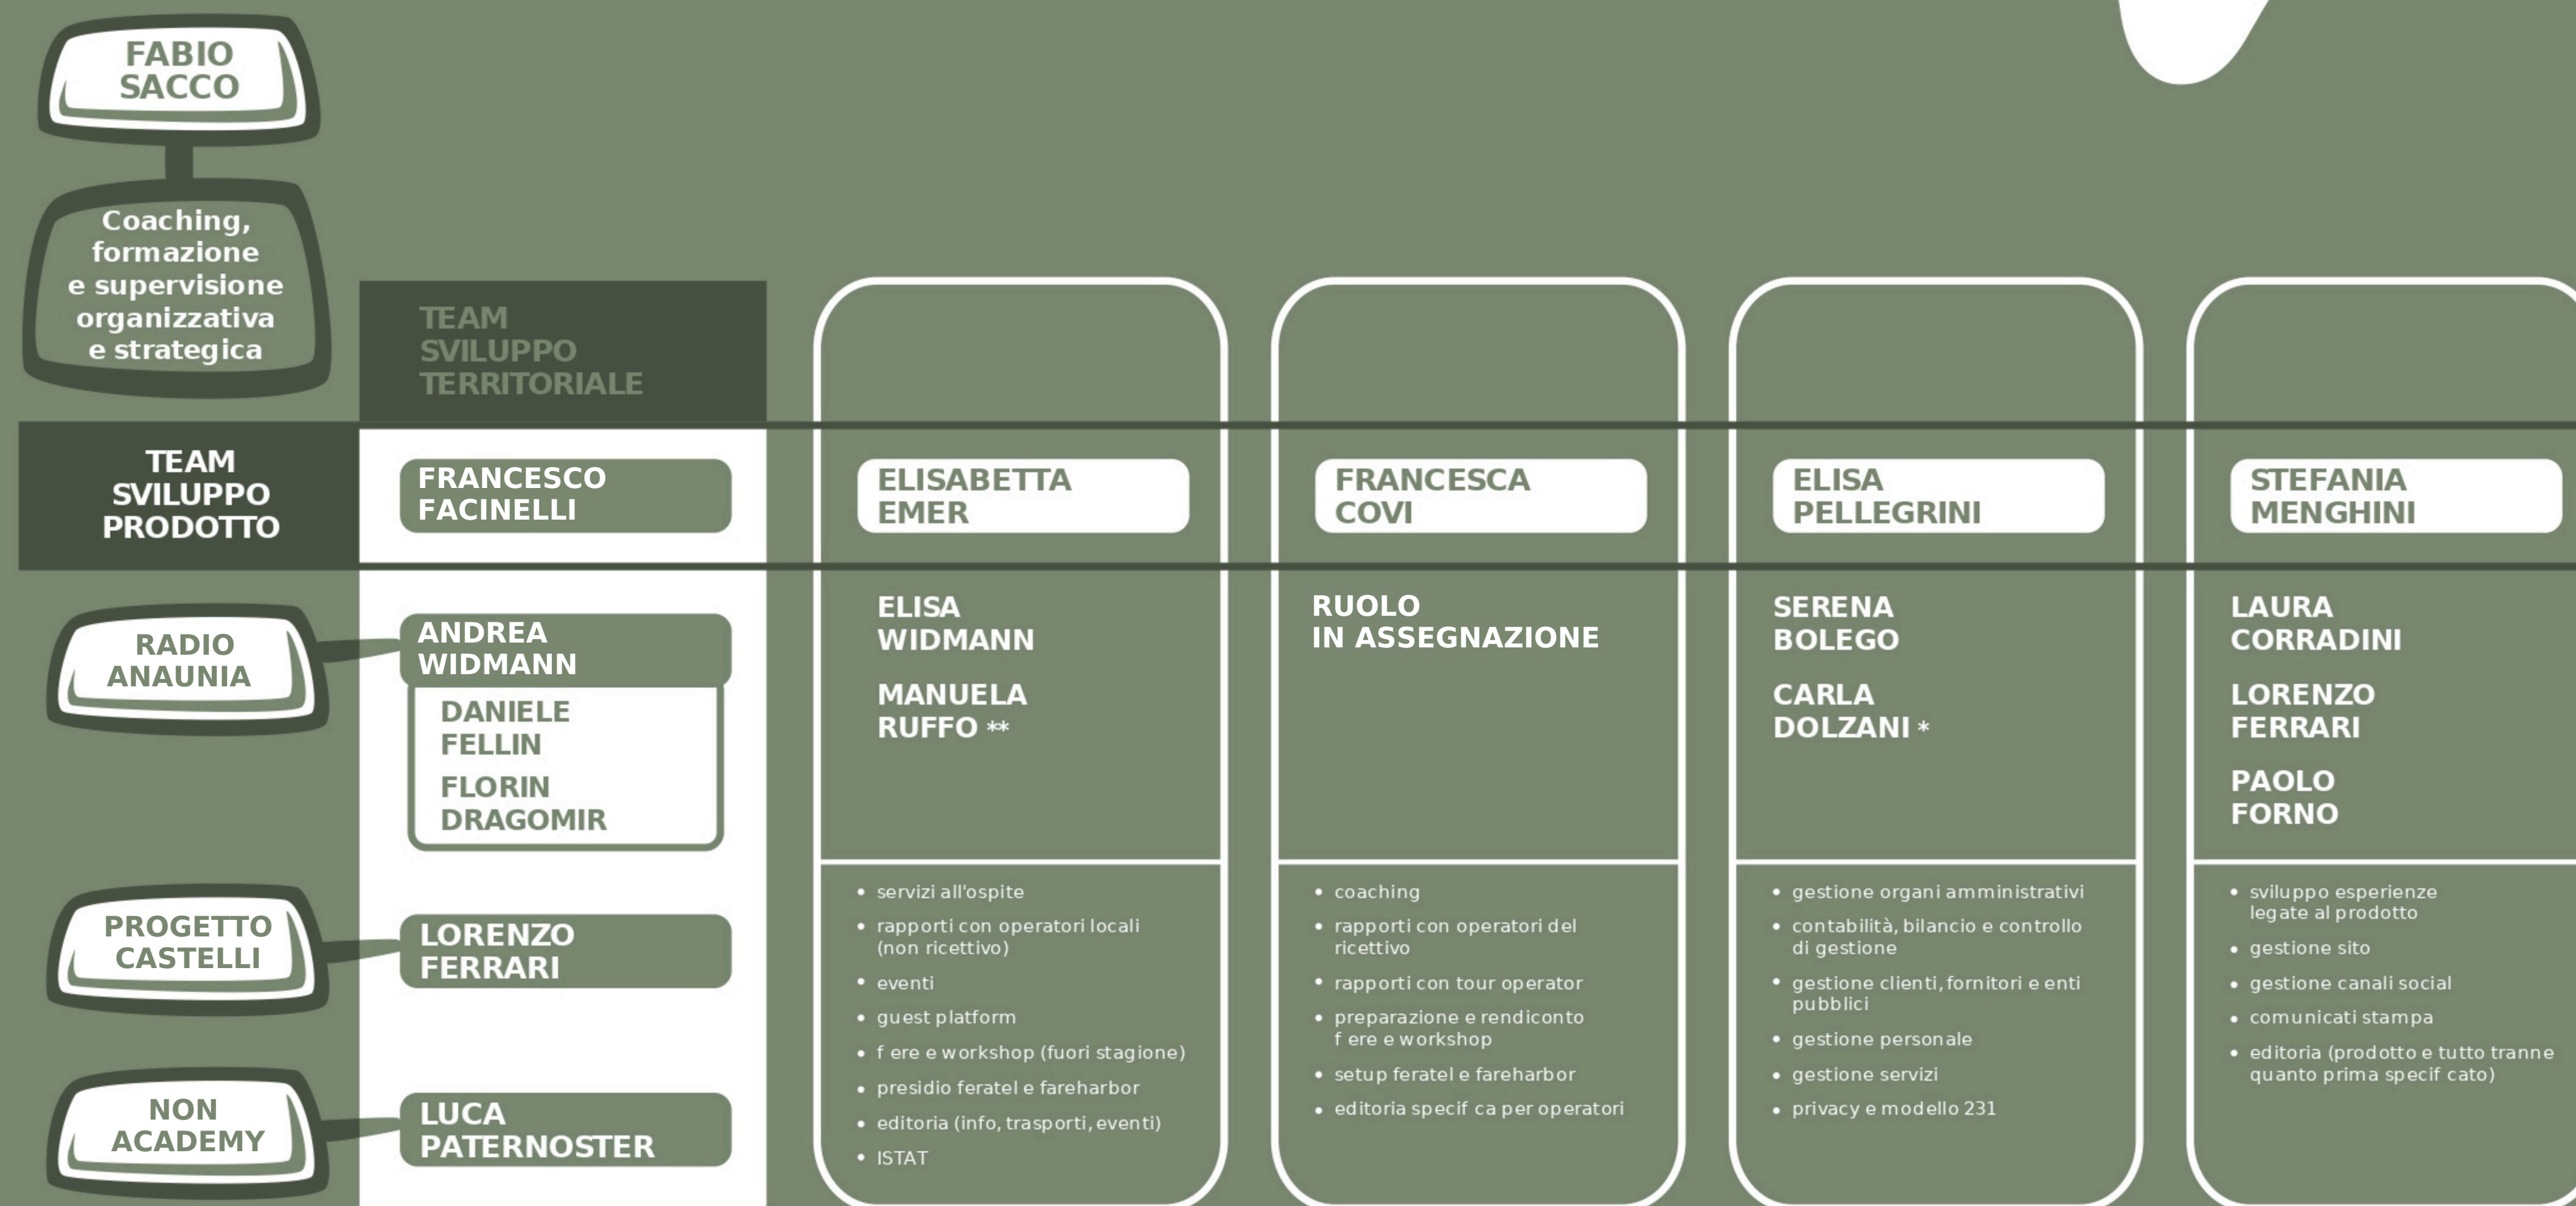 FABIO
SACCO
Coaching,
formazione
e supervisione
organizzativa
e strategica
TEAM
SVILUPPO
TERRITORIALE
TEAM
SVILUPPO
PRODOTTO
FRANCESCO
FACINELLI
ELISABETTA
EMER
FRANCESCA
COVI
ELISA
PELLEGRINI
STEFANIA
MENGHINI
RADIO
ANAUNIA
ANDREA
WIDMANN
DANIELE
FELLIN
FLORIN
DRAGOMIR
PROGETTO
CASTELLI
LORENZO
FERRARI
NON
ACADEMY
LUCA
PATERNOSTER
ELISA
WIDMANN
MANUELA
RUFFO **
• servizi all'ospite
• rapporti con operatori locali
(non ricettivo)
• eventi
• guest platform
• f ere e workshop (fuori stagione)
• presidio feratel e fareharbor
• editoria (info, trasporti, eventi)
• ISTAT
RUOLO
IN ASSEGNAZIONE
• coaching
• rapporti con operatori del
ricettivo
• rapporti con tour operator
• preparazione e rendiconto
f ere e workshop
• setup feratel e fareharbor
• editoria specif ca per operatori
SERENA
BOLEGO
CARLA
DOLZANI *
• gestione organi amministrativi
• contabilità, bilancio e controllo
di gestione
• gestione clienti, fornitori e enti
pubblici
• gestione personale
• gestione servizi
• privacy e modello 231
LAURA
CORRADINI
LORENZO
FERRARI
PAOLO
FORNO
• sviluppo esperienze
legate al prodotto
• gestione sito
• gestione canali social
• comunicati stampa
• editoria (prodotto e tutto tranne
quanto prima specif cato)